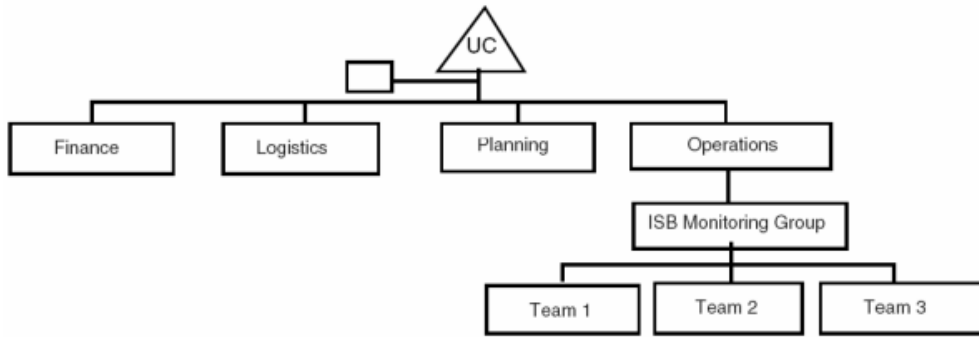 UC
Finance
Logistics
Planning
Operations
ISB Monitoring Group
Team 1
Team 2
Team 3